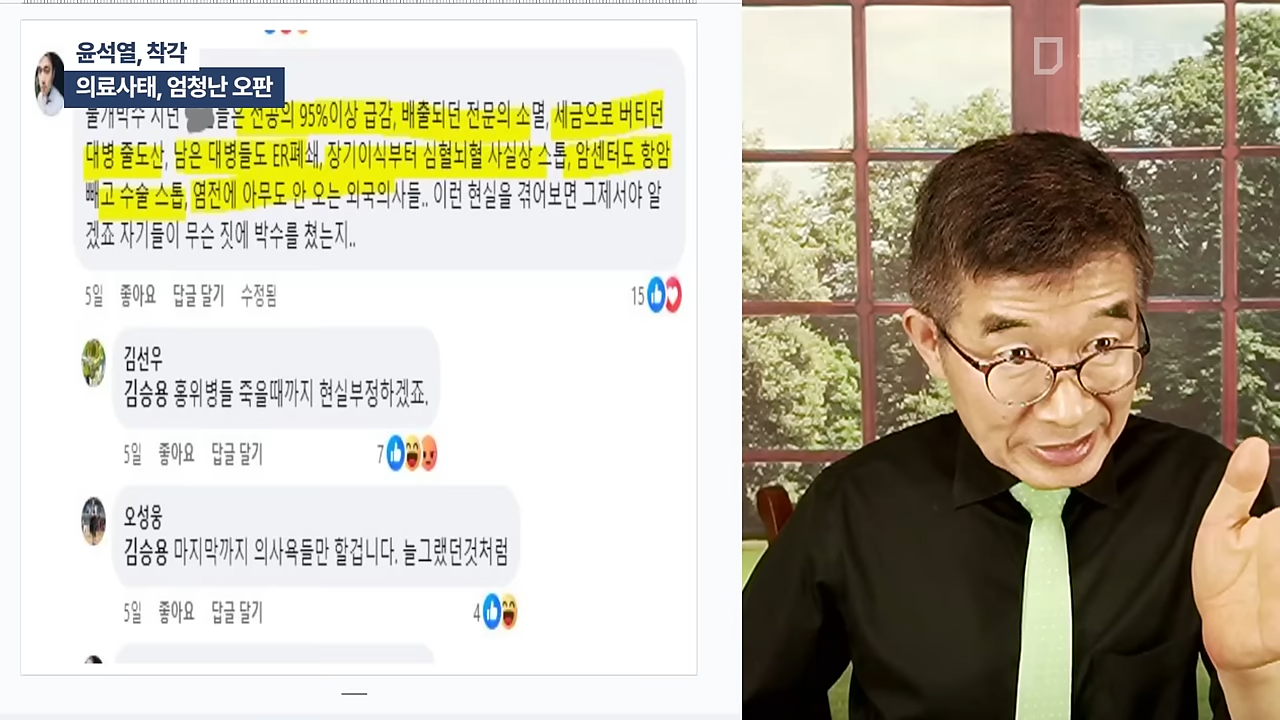 윤석열, 착각
의료사태, 엄청난 오판
물개박수 치던 들은 전공의 95%이상 급감, 배출되던 전문의 소멸, 세금으로 버티던
대병 줄도산, 남은 대병들도 ER폐쇄, 장기이식부터 심혈뇌혈 사실상 스톱, 암센터도 항암
빼고 수술 스톱, 염전에 아무도 안 오는 외국의사들.. 이런 현실을 겪어보면 그제서야 알
겠죠 자기들이 무슨 짓에 박수를 쳤는지..
5일 좋아요 답글 달기 수정됨 15
김선우
김승용 홍위병들 죽을때까지 현실부정하겠죠.
5일 좋아요 답글 달기 7
오성웅
김승용 마지막까지 의사욕들만 할겁니다. 늘그랬던것처럼
5일 좋아요 답글 달기 4